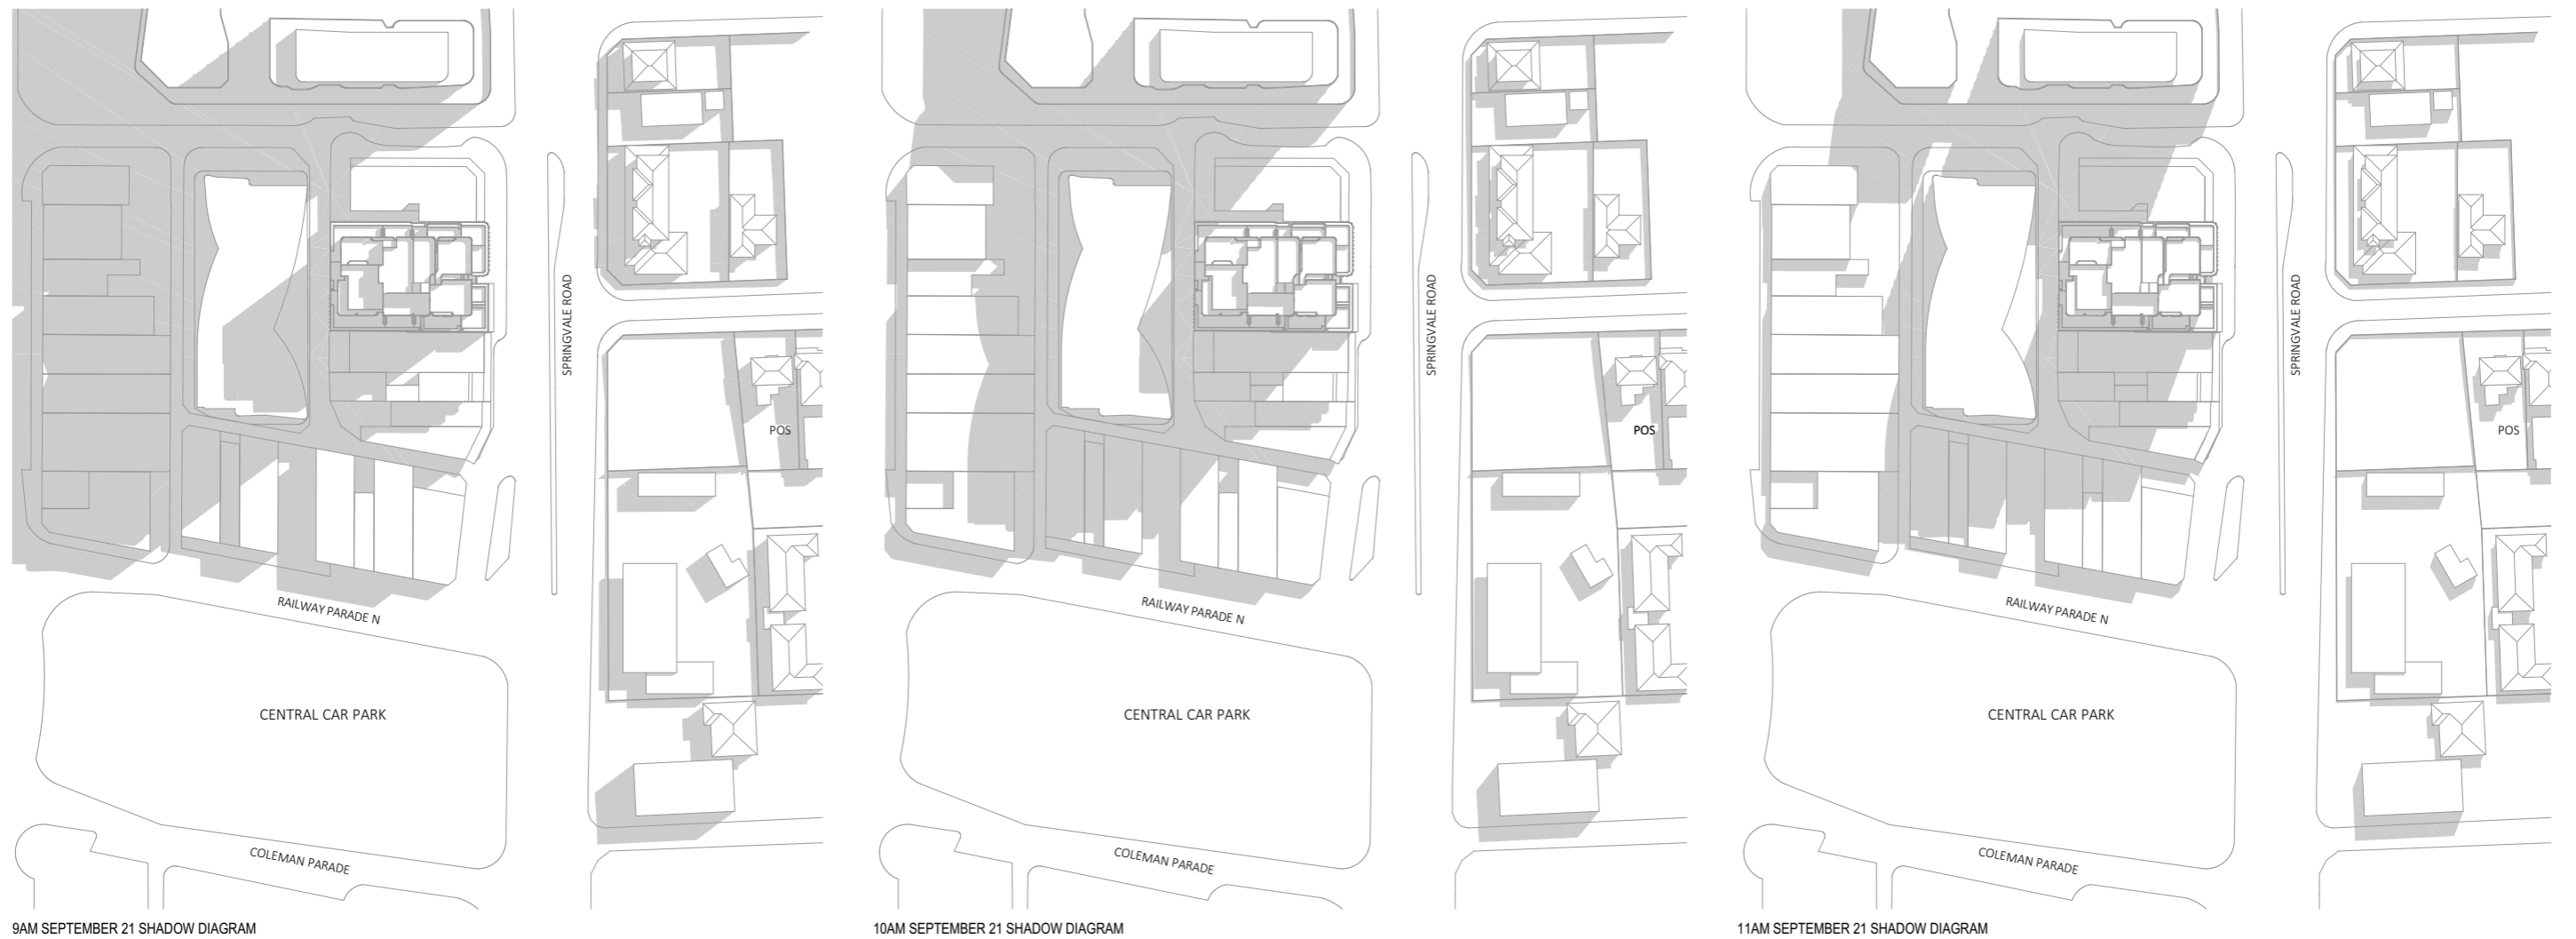 SPRINGVALE ROAD
POS
RAILWAY PARADE N
CENTRAL CAR PARK
COLEMAN PARADE
9AM SEPTEMBER 21 SHADOW DIAGRAM
SPRINGVALE ROAD
POS
RAILWAY PARADE N
CENTRAL CAR PARK
COLEMAN PARADE
10AM SEPTEMBER 21 SHADOW DIAGRAM
SPRINGVALE ROAD
POS
RAILWAY PARADE N
CENTRAL CAR PARK
COLEMAN PARADE
11AM SEPTEMBER 21 SHADOW DIAGRAM